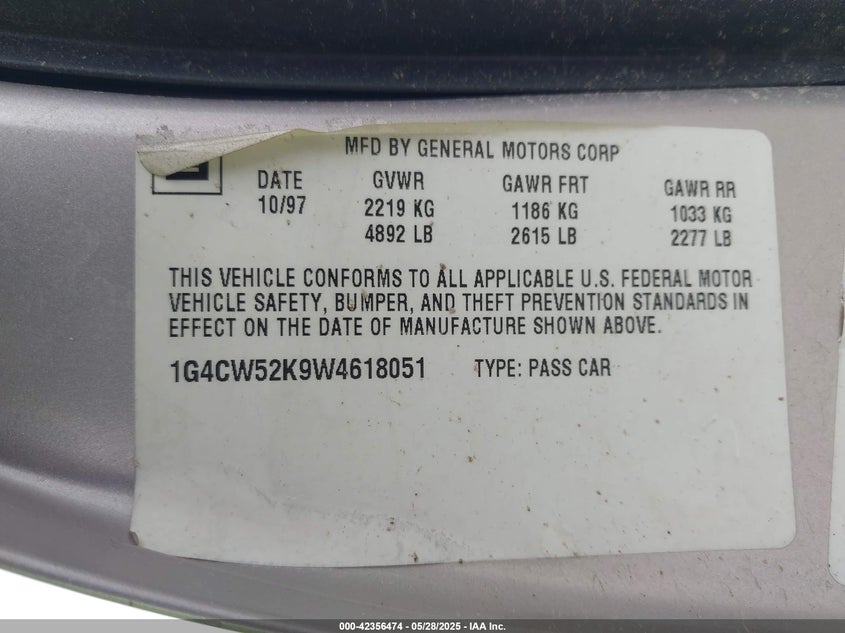 MFD BY GENERAL MOTORS CORP
DATE GVWR GAWR FRT GAWR RR
10/97 2219 KG 1186 KG 1033 KG
4892 LB 2615 LB 2277 LB
THIS VEHICLE CONFORMS TO ALL APPLICABLE U.S. FEDERAL MOTOR
VEHICLE SAFETY, BUMPER, AND THEFT PREVENTION STANDARDS IN
EFFECT ON THE DATE OF MANUFACTURE SHOWN ABOVE.
1G4CW52K9W4618051 TYPE: PASS CAR
000-42356474 — 05/28/2025 — IAA Inc.